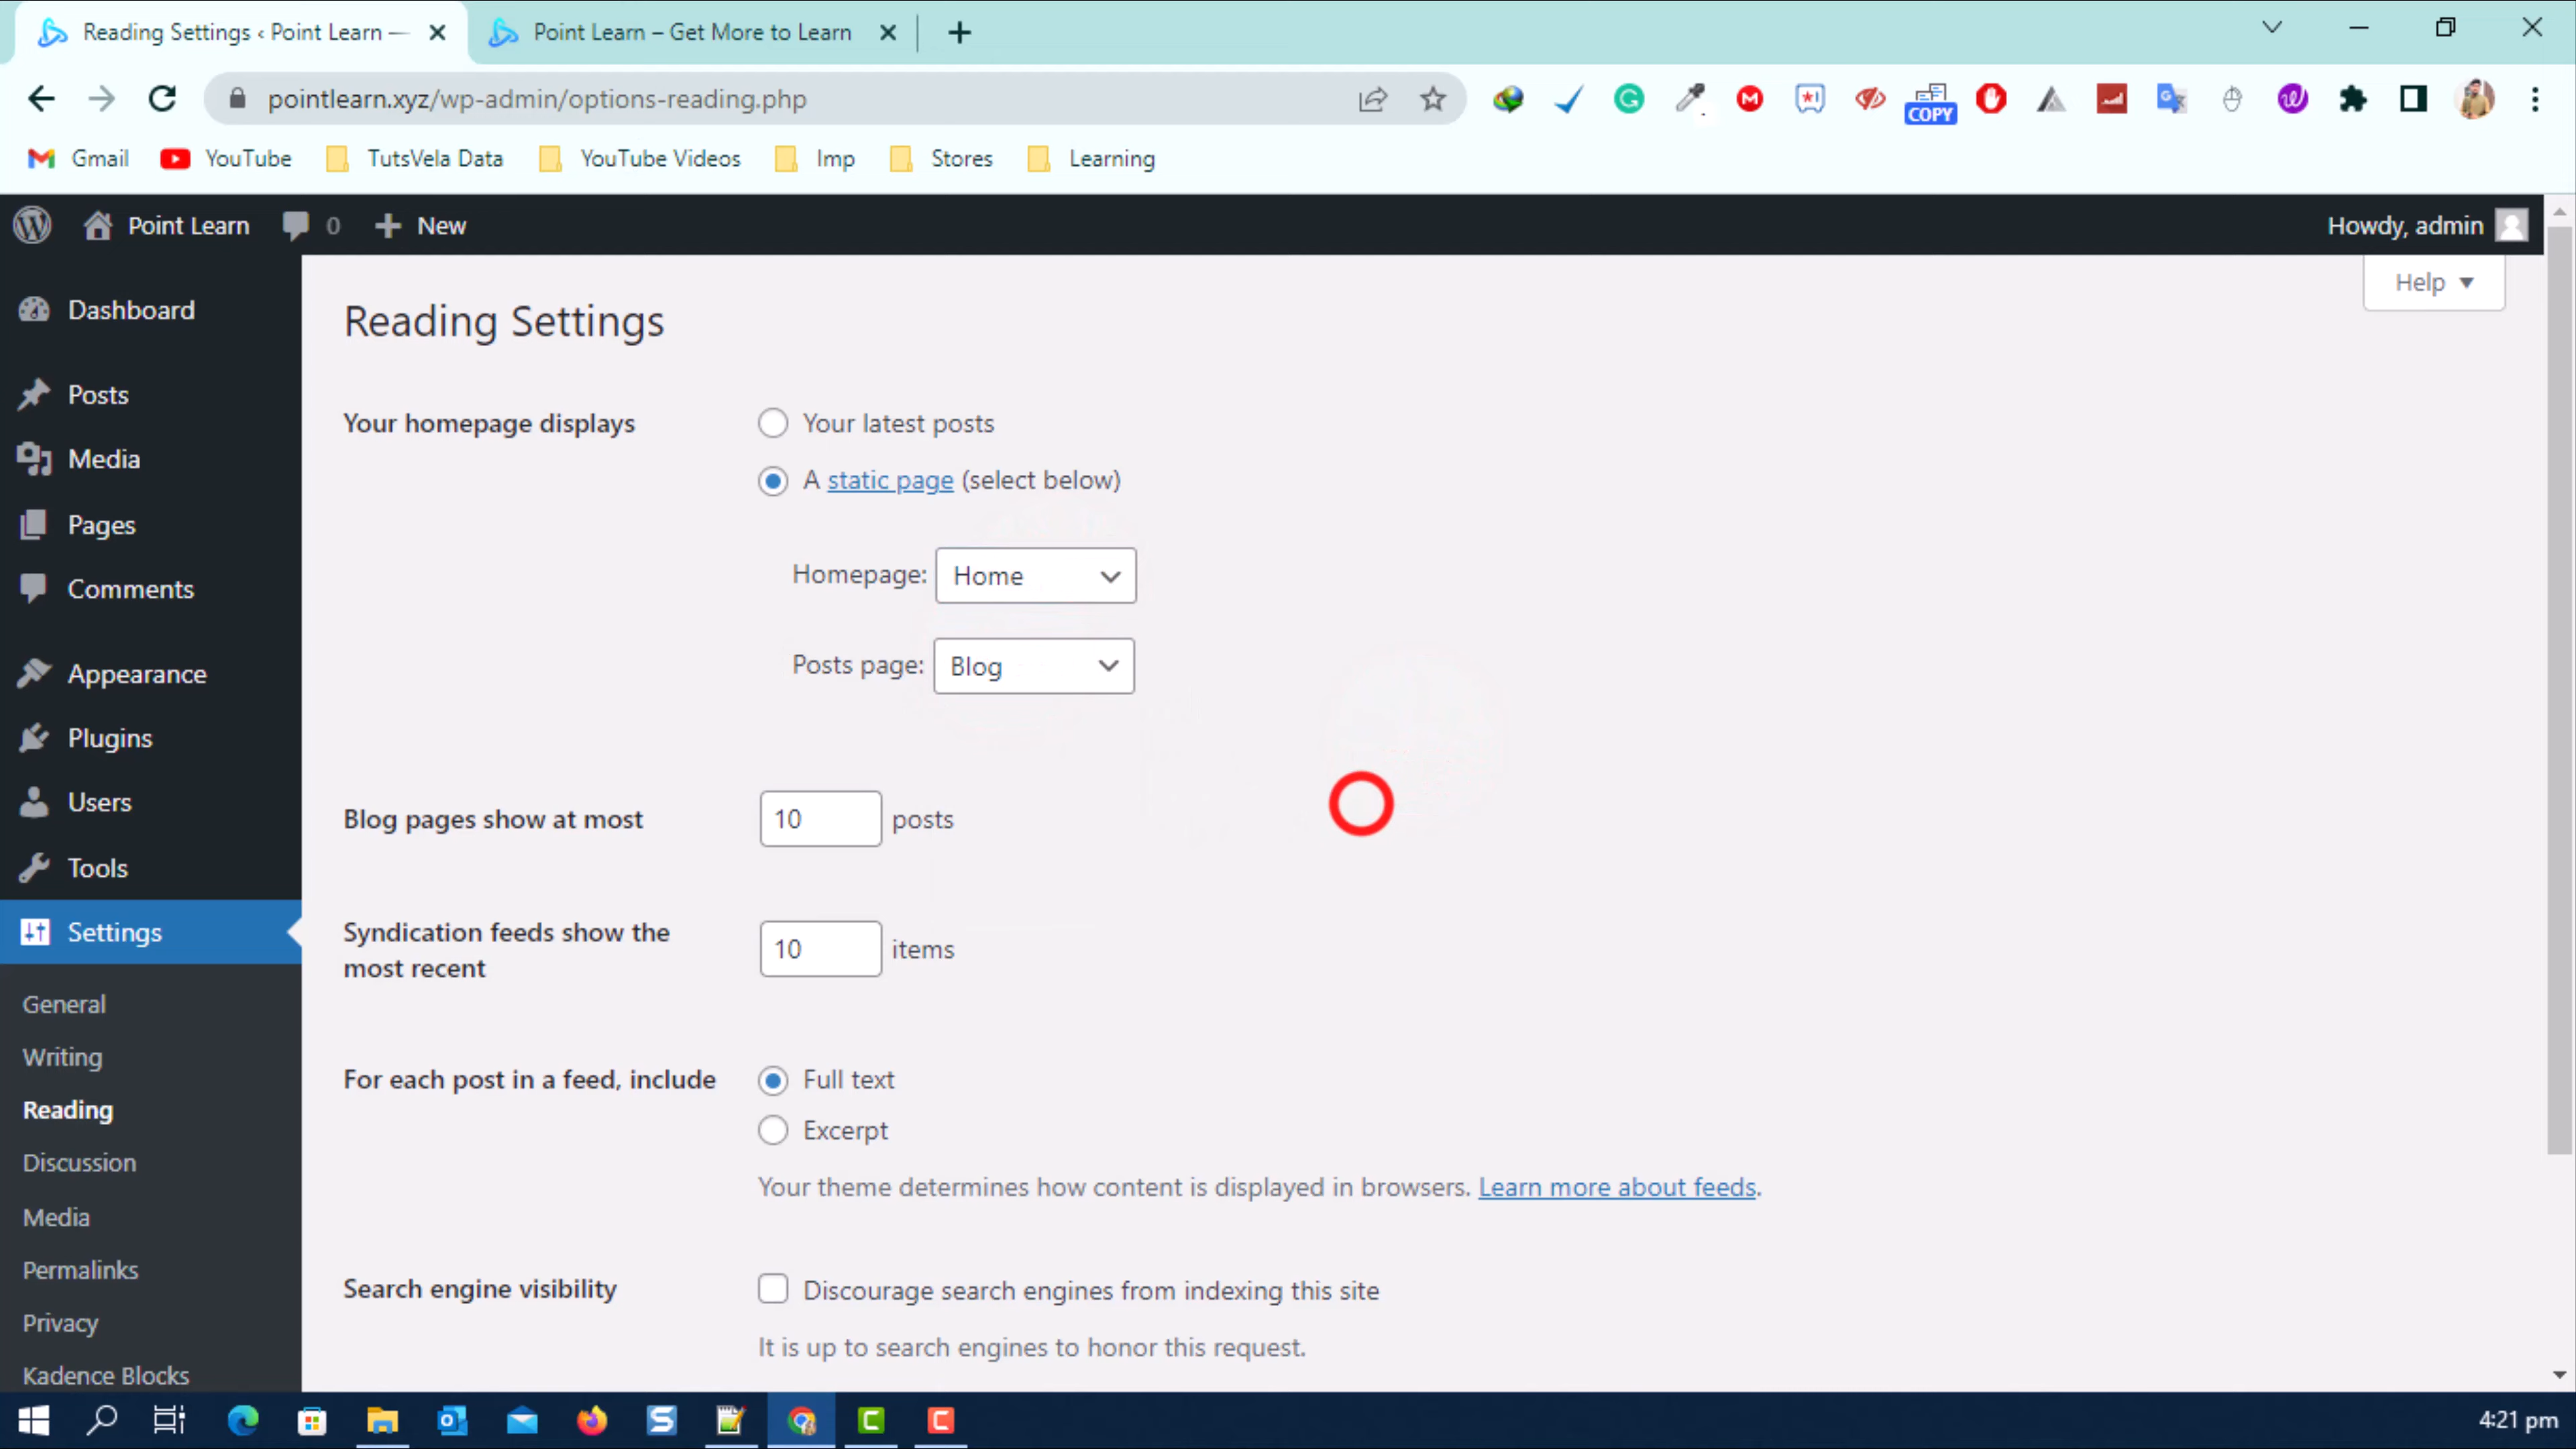 Reading Settings ‹ Point Learn —
Point Learn – Get More to Learn
pointlearn.xyz/wp-admin/options-reading.php
COPY
Gmail
YouTube
TutsVela Data
YouTube Videos
Imp
Stores
Learning
Point Learn
0
New
Howdy, admin
Help
Dashboard
Posts
Media
Pages
Comments
Appearance
Plugins
Users
Tools
Settings
General
Writing
Reading
Discussion
Media
Permalinks
Privacy
Kadence Blocks
Reading Settings
Your homepage displays
Your latest posts
A static page (select below)
Homepage: Home
Posts page: Blog
Blog pages show at most
10 posts
Syndication feeds show the
most recent
10 items
For each post in a feed, include
Full text
Excerpt
Your theme determines how content is displayed in browsers. Learn more about feeds.
Search engine visibility
Discourage search engines from indexing this site
It is up to search engines to honor this request.
4:21 pm